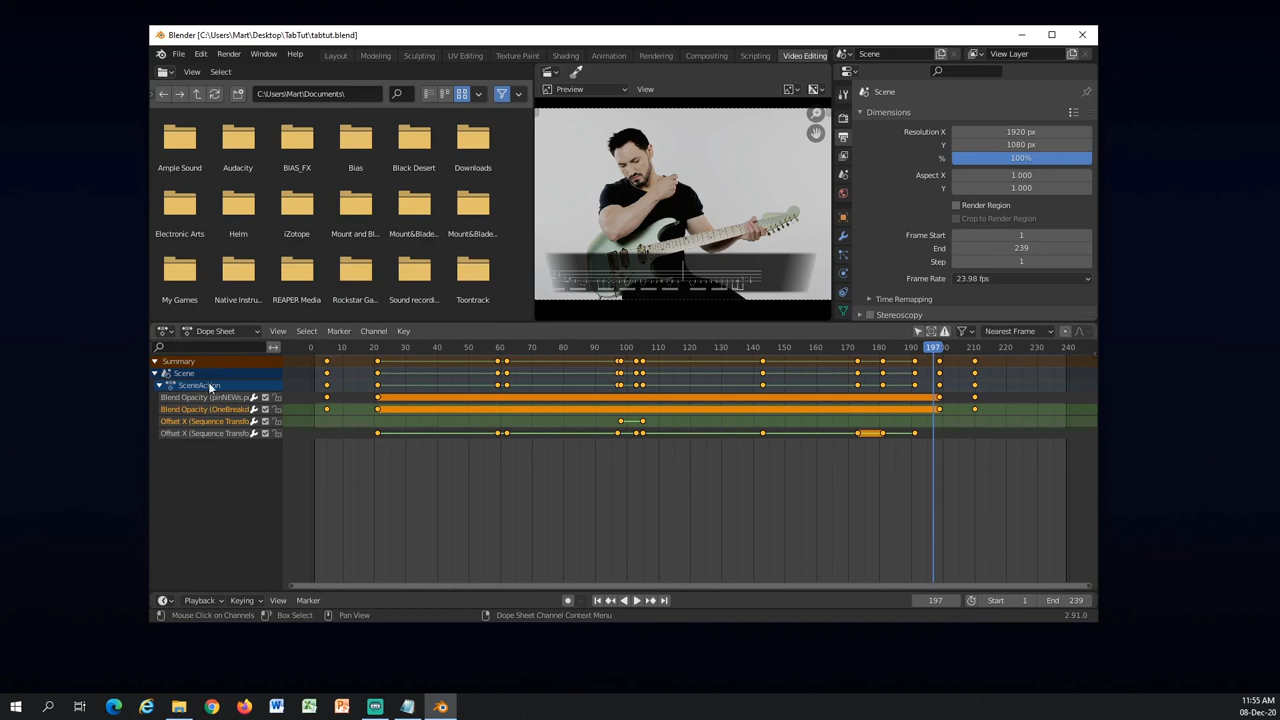 Blender [C:\Users\Mart\Desktop\TabTut\tabtut.blend]
File Edit Render Window Help Layout Modeling Sculpting UV Editing Texture Paint Shading Animation Rendering Compositing Scripting Video Editing Scene View Layer
View Select
Preview View
C:\Users\Mart\Documents\
Ample Sound Audacity BIAS_FX Bias Black Desert Downloads
Electronic Arts Helm iZotope Mount and Bl... Mount&Blade... Mount&Blade...
My Games Native Instru... REAPER Media Rockstar Ga... Sound recordi... Toontrack
Scene
Dimensions
Resolution X 1920 px
Y 1080 px
% 100%
Aspect X 1.000
Y 1.000
Render Region
Crop to Render Region
Frame Start 1
End 239
Step 1
Frame Rate 23.98 fps
Time Remapping
Stereoscopy
Dope Sheet View Select Marker Channel Key Nearest Frame
0 10 20 30 40 50 60 70 80 90 100 110 120 130 140 150 160 170 180 190 197 210 220 230 240
Summary
Scene
SceneAction
Blend Opacity (pinNEWs.p
Blend Opacity (OneBreakd
Offset X (Sequence Transfo
Offset X (Sequence Transfo
Playback Keying View Marker 197 Start 1 End 239
Mouse Click on Channels Box Select Pan View Dope Sheet Channel Context Menu 2.91.0
11:55 AM
08-Dec-20